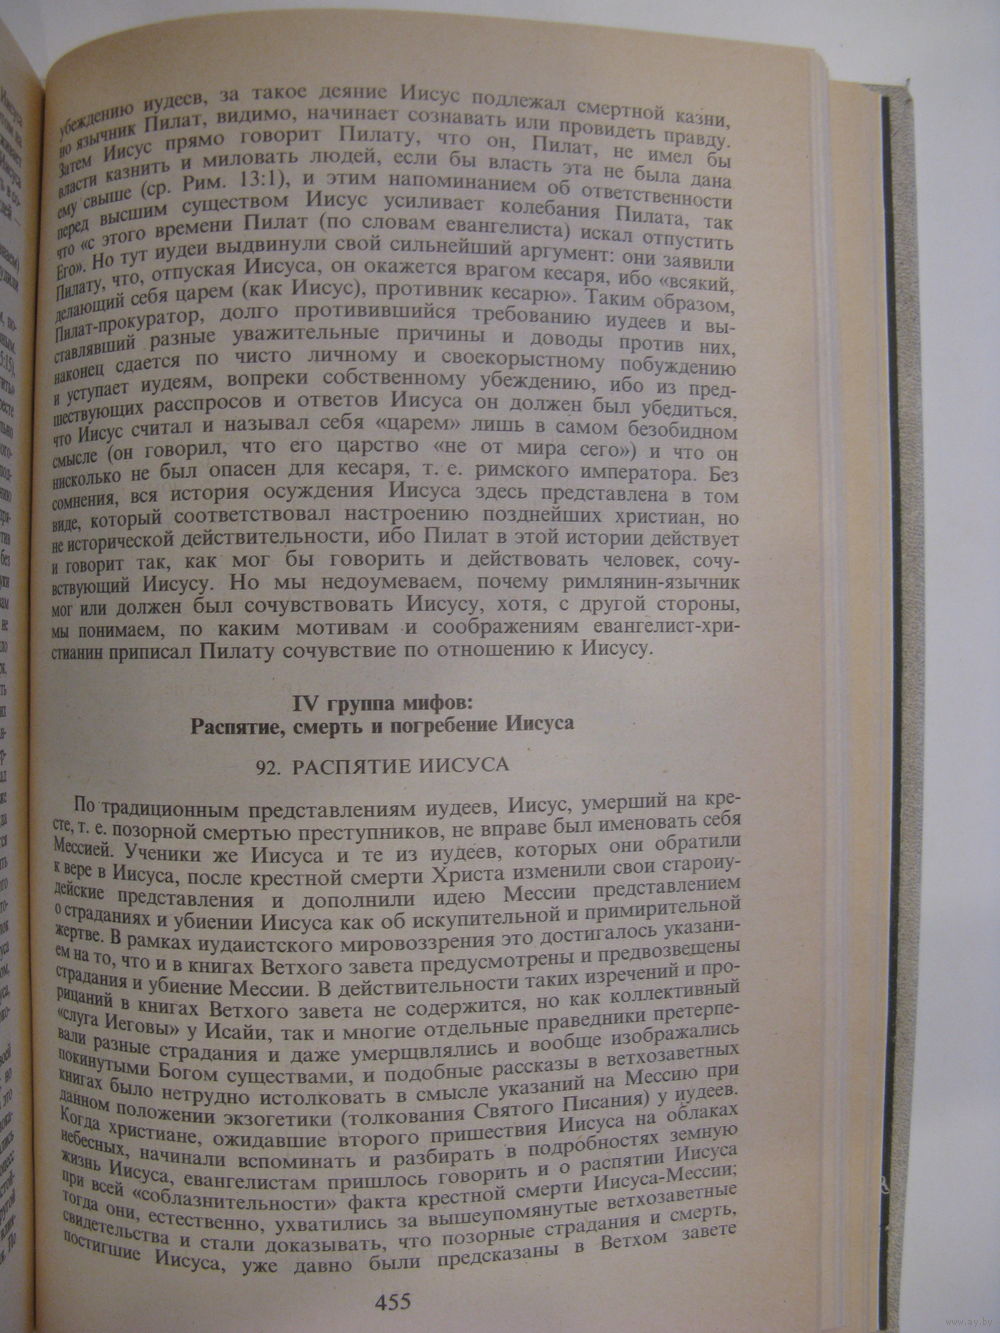 убеждению иудеев, за такое деяние Иисус подлежал смертной казни,
но язычник Пилат, видимо, начинает сознавать или провидеть правду.
Затем Иисус прямо говорит Пилату, что он, Пилат, не имел бы
власти казнить и миловать людей, если бы власть эта не была дана
ему свыше (ср. Рим. 13:1), и этим напоминанием об ответственности
перед высшим существом Иисус усиливает колебания Пилата, так
что «с этого времени Пилат (по словам евангелиста) искал отпустить
Его». Но тут иудеи выдвинули свой сильнейший аргумент: они заявили
Пилату, что, отпуская Иисуса, он окажется врагом кесаря, ибо «всякий,
делающий себя царем (как Иисус), противник кесарю». Таким образом,
Пилат-прокуратор, долго противившийся требованию иудеев и вы-
ставлявший разные уважительные причины и доводы против них,
наконец сдается по чисто личному и своекорыстному побуждению
и уступает иудеям, вопреки собственному убеждению, ибо из пред-
шествующих расспросов и ответов Иисуса он должен был убедиться,
что Иисус считал и называл себя «царем» лишь в самом безобидном
смысле (он говорил, что его царство «не от мира сего») и что он
нисколько не был опасен для кесаря, т. е. римского императора. Без
сомнения, вся история осуждения Иисуса здесь представлена в том
виде, который соответствовал настроению позднейших христиан, но
не исторической действительности, ибо Пилат в этой истории действует
и говорит так, как мог бы говорить и действовать человек, сочу-
вствующий Иисусу. Но мы недоумеваем, почему римлянин-язычник
мог или должен был сочувствовать Иисусу, хотя, с другой стороны,
мы понимаем, по каким мотивам и соображениям евангелист-хри-
стианин приписал Пилату сочувствие по отношению к Иисусу.
IV группа мифов:
Распятие, смерть и погребение Иисуса
92. РАСПЯТИЕ ИИСУСА
По традиционным представлениям иудеев, Иисус, умерший на кре-
сте, т. е. позорной смертью преступников, не вправе был именовать себя
Мессией. Ученики же Иисуса и те из иудеев, которых они обратили
к вере в Иисуса, после крестной смерти Христа изменили свои староиу-
дейские представления и дополнили идею Мессии представлением
о страданиях и убиении Иисуса как об искупительной и примирительной
жертве. В рамках иудаистского мировоззрения это достигалось указани-
ем на то, что и в книгах Ветхого завета предусмотрены и предвозвещены
страдания и убиение Мессии. В действительности таких изречений и про-
рицаний в книгах Ветхого завета не содержится, но как коллективный
«слуга Иеговы» у Исайи, так и многие отдельные праведники претерпе-
вали разные страдания и даже умерщвлялись и вообще изображались
покинутыми Богом существами, и подобные рассказы в ветхозаветных
книгах было нетрудно истолковать в смысле указаний на Мессию при
данном положении экзогетики (толкования Святого Писания) у иудеев.
Когда христиане, ожидавшие второго пришествия Иисуса на облаках
небесных, начинали вспоминать и разбирать в подробностях земную
жизнь Иисуса, евангелистам пришлось говорить и о распятии Иисуса
при всей «соблазнительности» факта крестной смерти Иисуса-Мессии;
тогда они, естественно, ухватились за вышеупомянутые ветхозаветные
свидетельства и стали доказывать, что позорные страдания и смерть,
постигшие Иисуса, уже давно были предсказаны в Ветхом завете
455
www.ay.by